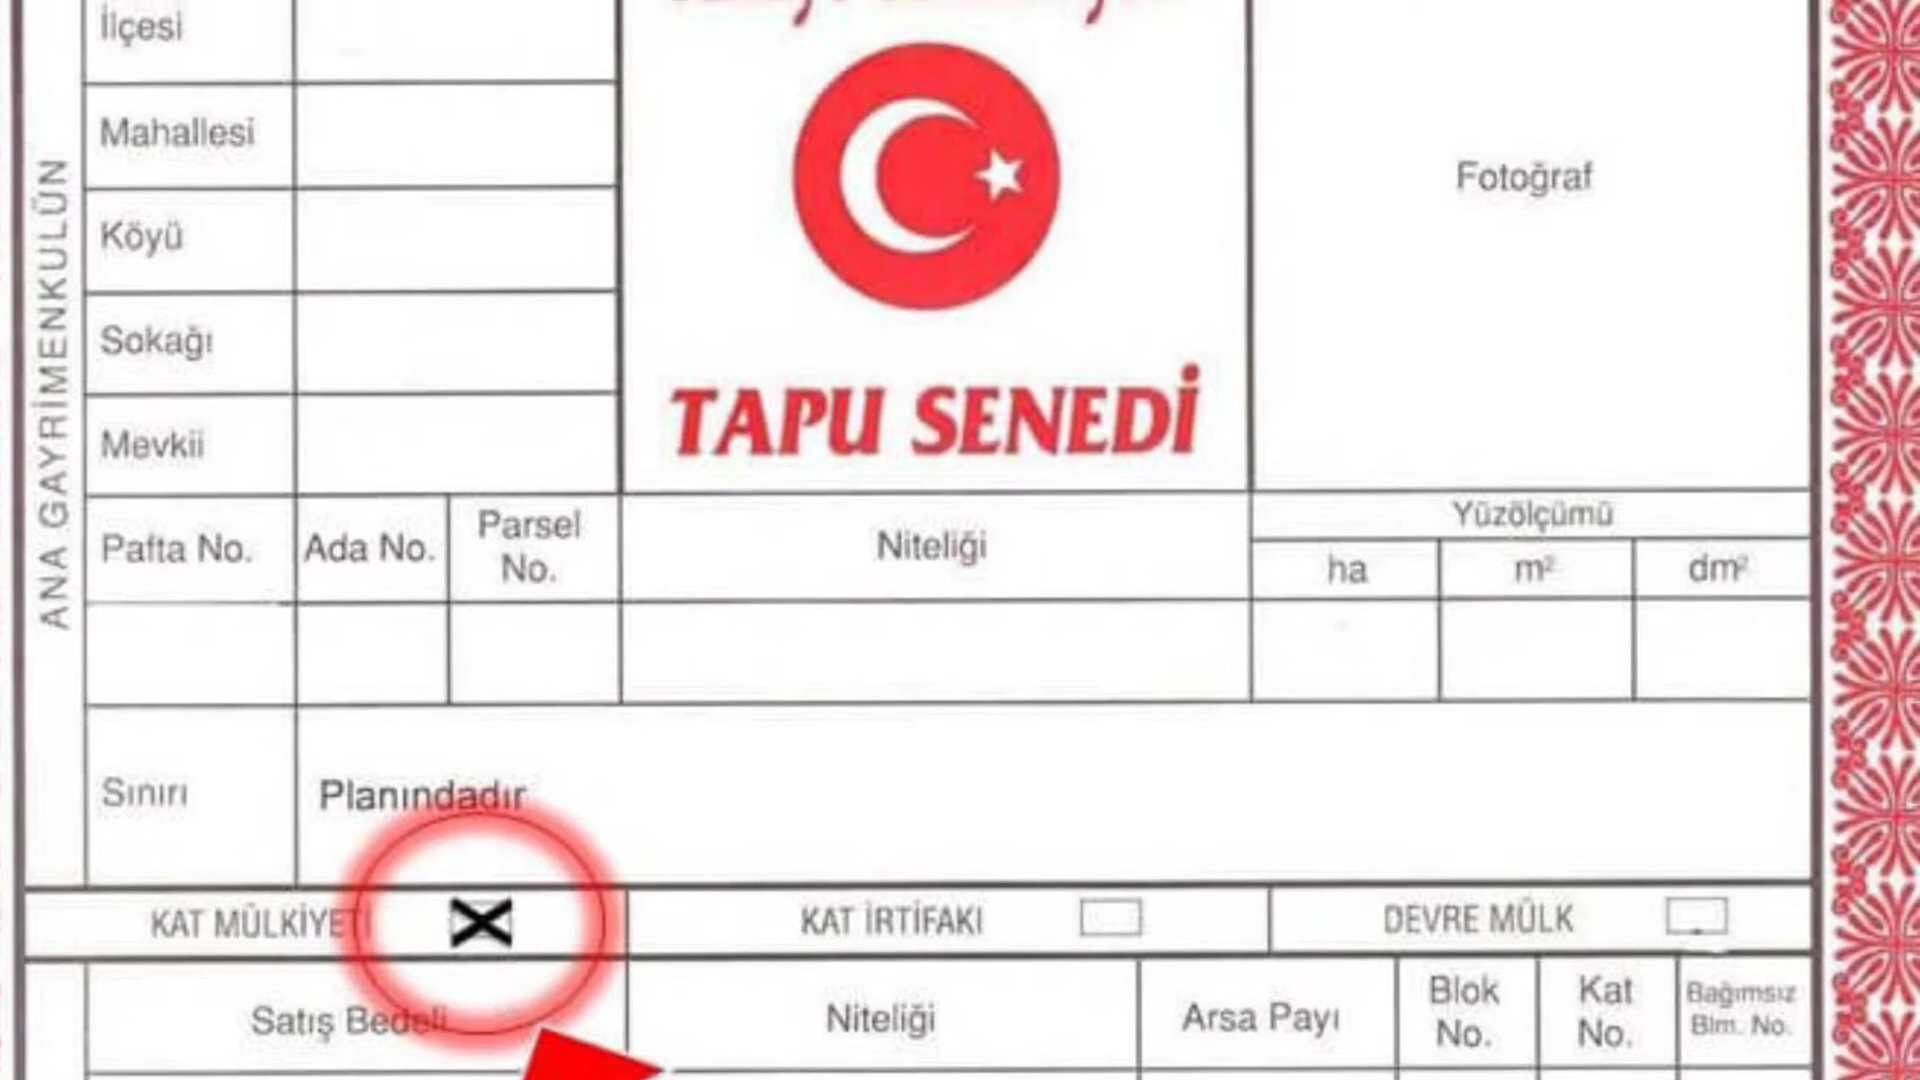 İlçesi
Mahallesi
Köyü
Sokağı
Mevkii
ANA GAYRİMENKULÜN
TAPU SENEDİ
Fotoğraf
Pafta No.
Ada No.
Parsel
No.
Niteliği
Yüzölçümü
ha
m²
dm²
Sınırı
Planındadır
KAT MÜLKİYETİ
KAT İRTİFAKI
DEVRE MÜLK
Satış Bedeli
Niteliği
Arsa Payı
Blok
No.
Kat
No.
Bağımsız
Blm. No.